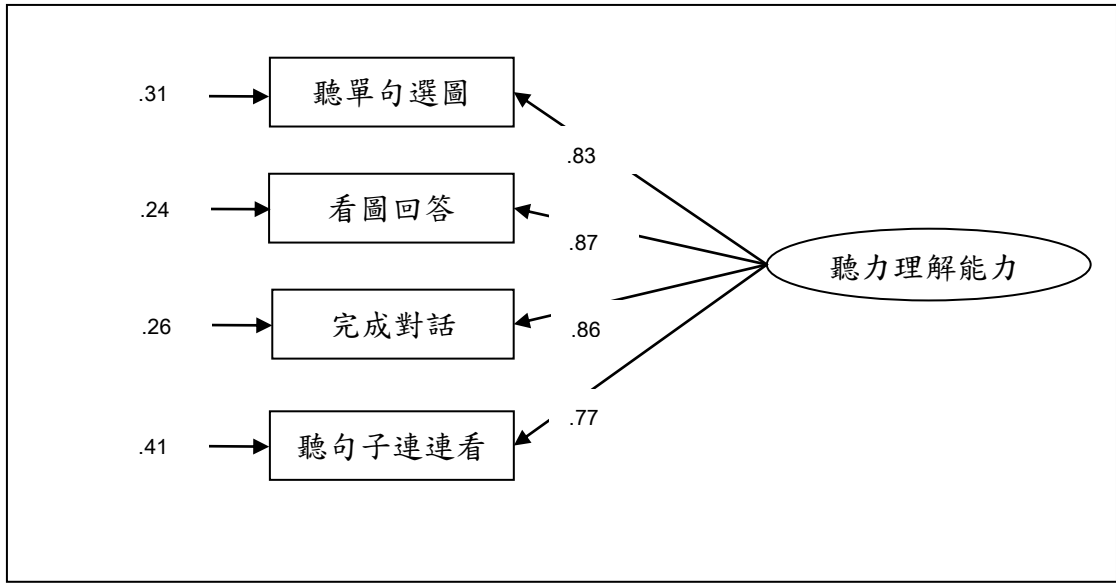 .31
聽單句選圖
.83
.24
看圖回答
.87
聽力理解能力
.26
完成對話
.86
.41
聽句子連連看
.77